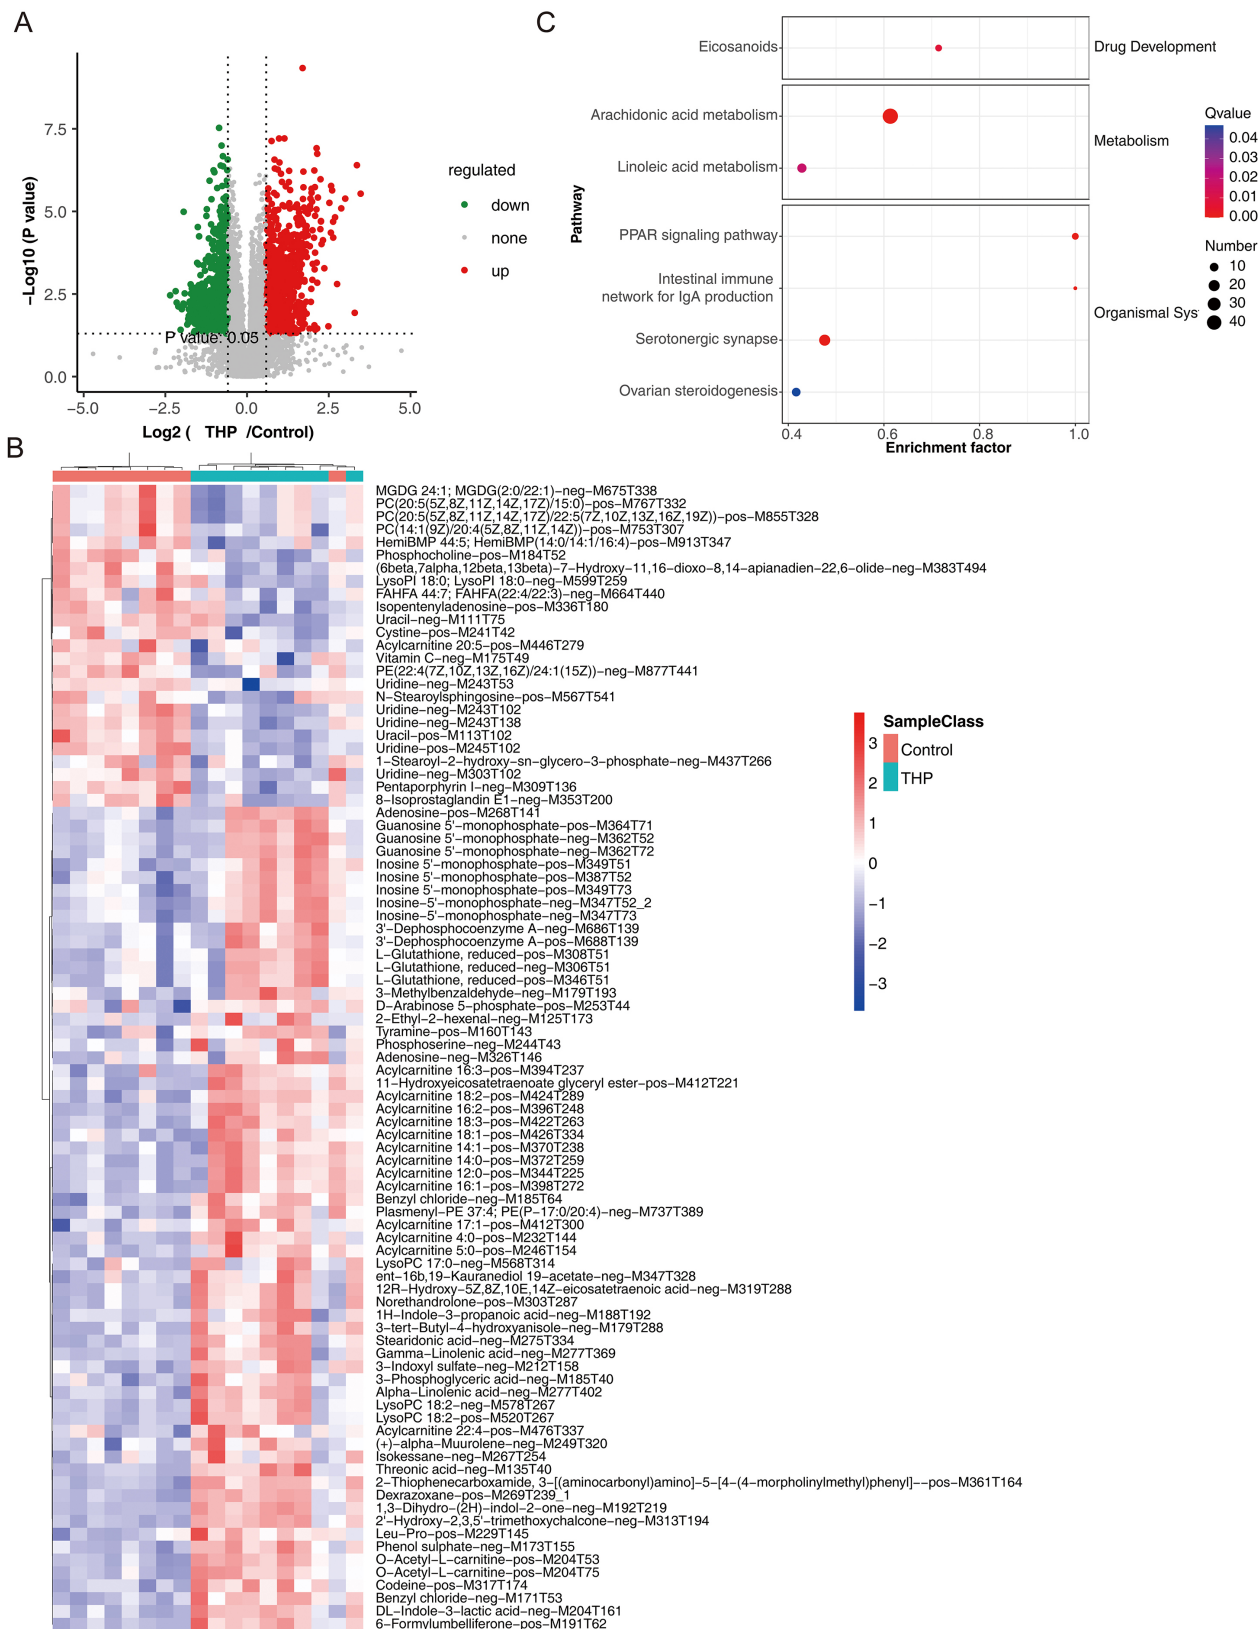 A
−Log10 (P value)
7.5
5.0
2.5
0.0
P value: 0.05
−5.0
−2.5
0.0
2.5
5.0
Log2 ( THP /Control)
regulated
down
none
up
C
Pathway
Eicosanoids
Arachidonic acid metabolism
Linoleic acid metabolism
PPAR signaling pathway
Intestinal immune
network for IgA production
Serotonergic synapse
Ovarian steroidogenesis
0.4
0.6
0.8
1.0
Enrichment factor
Drug Development
Metabolism
Organismal Sys
Qvalue
0.04
0.03
0.02
0.01
0.00
Number
10
20
30
40
B
MGDG 24:1; MGDG(2:0/22:1)−neg−M675T338
PC(20:5(5Z,8Z,11Z,14Z,17Z)/15:0)−pos−M767T332
PC(20:5(5Z,8Z,11Z,14Z,17Z)/22:5(7Z,10Z,13Z,16Z,19Z))−pos−M855T328
PC(14:1(9Z)/20:4(5Z,8Z,11Z,14Z))−pos−M753T307
HemiBMP 44:5; HemiBMP(14:0/14:1/16:4)−pos−M913T347
Phosphocholine−pos−M184T52
(6beta,7alpha,12beta,13beta)−7−Hydroxy−11,16−dioxo−8,14−apianadien−22,6−olide−neg−M383T494
LysoPI 18:0; LysoPI 18:0−neg−M599T259
FAHFA 44:7; FAHFA(22:4/22:3)−neg−M664T440
Isopentenyladenosine−pos−M336T180
Uracil−neg−M111T75
Cystine−pos−M241T42
Acylcarnitine 20:5−pos−M446T279
Vitamin C−neg−M175T49
PE(22:4(7Z,10Z,13Z,16Z)/24:1(15Z))−neg−M877T441
Uridine−neg−M243T53
N−Stearoylsphingosine−pos−M567T541
Uridine−neg−M243T102
Uridine−neg−M243T138
Uracil−pos−M113T102
Uridine−pos−M245T102
1−Stearoyl−2−hydroxy−sn−glycero−3−phosphate−neg−M437T266
Uridine−neg−M303T102
Pentaporphyrin I−neg−M309T136
8−Isoprostaglandin E1−neg−M353T200
Adenosine−pos−M268T141
Guanosine 5'−monophosphate−pos−M364T71
Guanosine 5'−monophosphate−neg−M362T52
Guanosine 5'−monophosphate−neg−M362T72
Inosine 5'−monophosphate−pos−M349T51
Inosine 5'−monophosphate−pos−M387T52
Inosine 5'−monophosphate−pos−M349T73
Inosine−5'−monophosphate−neg−M347T52_2
Inosine−5'−monophosphate−neg−M347T73
3'−Dephosphocoenzyme A−neg−M686T139
3'−Dephosphocoenzyme A−pos−M688T139
L−Glutathione, reduced−pos−M308T51
L−Glutathione, reduced−neg−M306T51
L−Glutathione, reduced−pos−M346T51
3−Methylbenzaldehyde−neg−M179T193
D−Arabinose 5−phosphate−pos−M253T44
2−Ethyl−2−hexenal−neg−M125T173
Tyramine−pos−M160T143
Phosphoserine−neg−M244T43
Adenosine−neg−M326T146
Acylcarnitine 16:3−pos−M394T237
11−Hydroxyeicosatetraenoate glyceryl ester−pos−M412T221
Acylcarnitine 18:2−pos−M424T289
Acylcarnitine 16:2−pos−M396T248
Acylcarnitine 18:3−pos−M422T263
Acylcarnitine 18:1−pos−M426T334
Acylcarnitine 14:1−pos−M370T238
Acylcarnitine 14:0−pos−M372T259
Acylcarnitine 12:0−pos−M344T225
Acylcarnitine 16:1−pos−M398T272
Benzyl chloride−neg−M185T64
Plasmenyl−PE 37:4; PE(P−17:0/20:4)−neg−M737T389
Acylcarnitine 17:1−pos−M412T300
Acylcarnitine 4:0−pos−M232T144
Acylcarnitine 5:0−pos−M246T154
LysoPC 17:0−neg−M568T314
ent−16b,19−Kauranediol 19−acetate−neg−M347T328
12R−Hydroxy−5Z,8Z,10E,14Z−eicosatetraenoic acid−neg−M319T288
Norethandrolone−pos−M303T287
1H−Indole−3−propanoic acid−neg−M188T192
3−tert−Butyl−4−hydroxyanisole−neg−M179T288
Stearidonic acid−neg−M275T334
Gamma−Linolenic acid−neg−M277T369
3−Indoxyl sulfate−neg−M212T158
3−Phosphoglyceric acid−neg−M185T40
Alpha−Linolenic acid−neg−M277T402
LysoPC 18:2−neg−M578T267
LysoPC 18:2−pos−M520T267
Acylcarnitine 22:4−pos−M476T337
(+)−alpha−Muurolene−neg−M249T320
Isokessane−neg−M267T254
Threonic acid−neg−M135T40
2−Thiophenecarboxamide, 3−[(aminocarbonyl)amino]−5−[4−(4−morpholinylmethyl)phenyl]−−pos−M361T164
Dexrazoxane−pos−M269T239_1
1,3−Dihydro−(2H)−indol−2−one−neg−M192T219
2'−Hydroxy−2,3,5'−trimethoxychalcone−neg−M313T194
Leu−Pro−pos−M229T145
Phenol sulphate−neg−M173T155
O−Acetyl−L−carnitine−pos−M204T53
O−Acetyl−L−carnitine−pos−M204T75
Codeine−pos−M317T174
Benzyl chloride−neg−M171T53
DL−Indole−3−lactic acid−neg−M204T161
6−Formylumbelliferone−pos−M191T62
3
2
1
0
−1
−2
−3
SampleClass
Control
THP